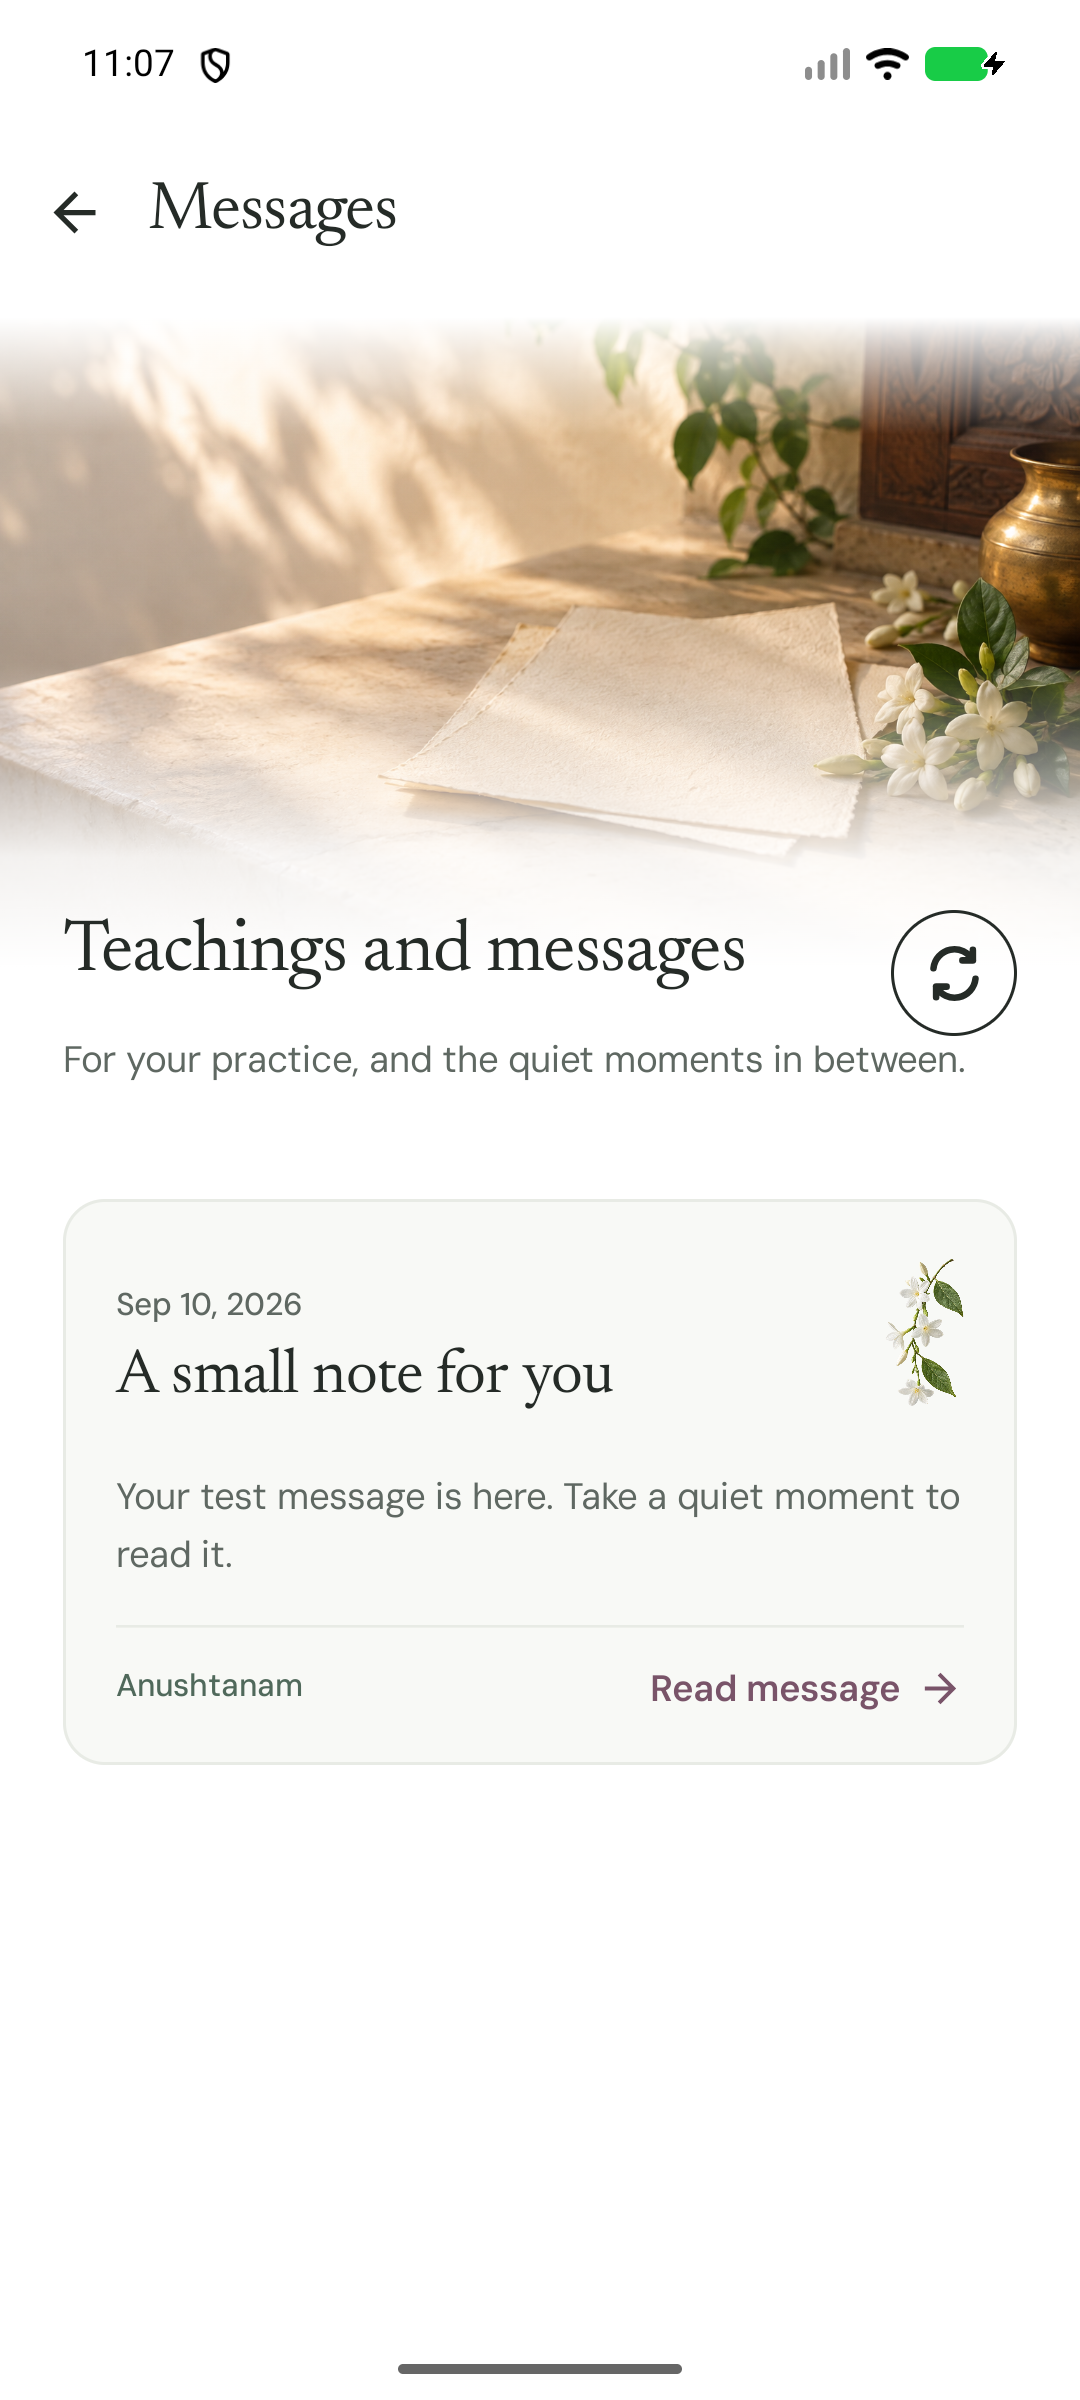 11:07
Messages
Teachings and messages
For your practice, and the quiet moments in between.
Sep 10, 2026
A small note for you
Your test message is here. Take a quiet moment to
read it.
Anushtanam
Read message